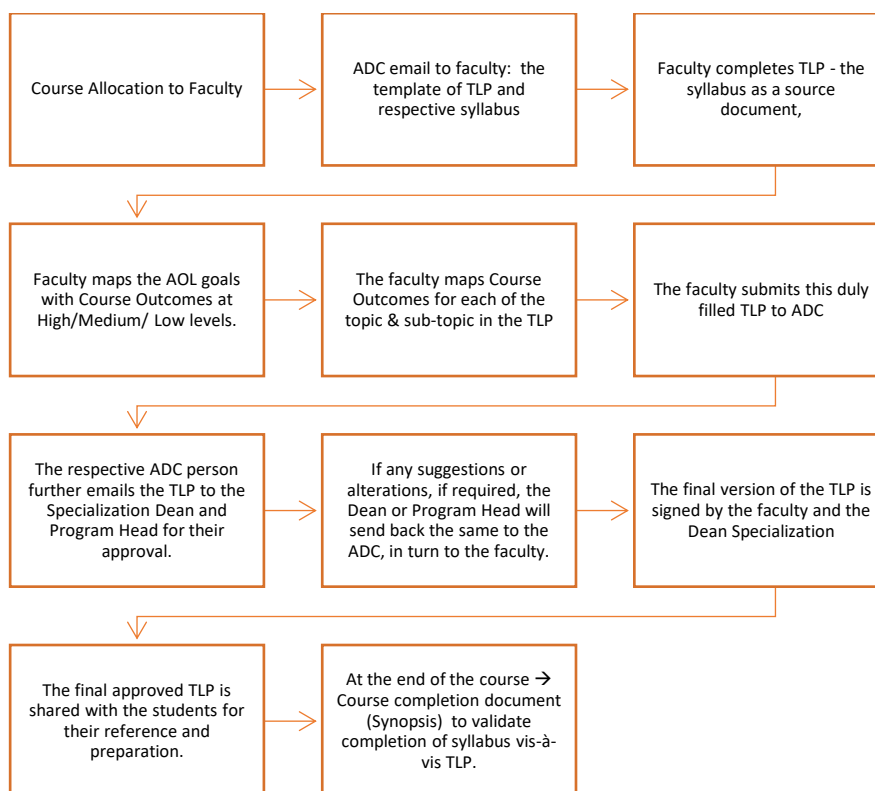 Course Allocation to Faculty
ADC email to faculty:  the
template of TLP and
respective syllabus
Faculty completes TLP - the
syllabus as a source
document,
Faculty maps the AOL goals
with Course Outcomes at
High/Medium/ Low levels.
The faculty maps Course
Outcomes for each of the
topic & sub-topic in the TLP
The faculty submits this duly
filled TLP to ADC
The respective ADC person
further emails the TLP to the
Specialization Dean and
Program Head for their
approval.
If any suggestions or
alterations, if required, the
Dean or Program Head will
send back the same to the
ADC, in turn to the faculty.
The final version of the TLP is
signed by the faculty and the
Dean Specialization
The final approved TLP is
shared with the students for
their reference and
preparation.
At the end of the course →
Course completion document
(Synopsis)  to validate
completion of syllabus vis-à-
vis TLP.